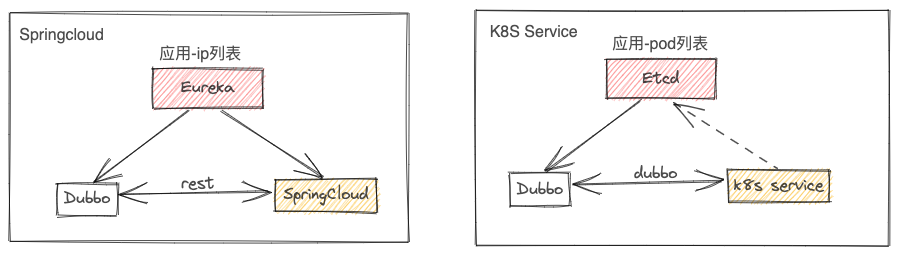 Springcloud
应用-ip列表
Eureka
Dubbo
rest
SpringCloud
K8S Service
应用-pod列表
Etcd
Dubbo
dubbo
k8s service